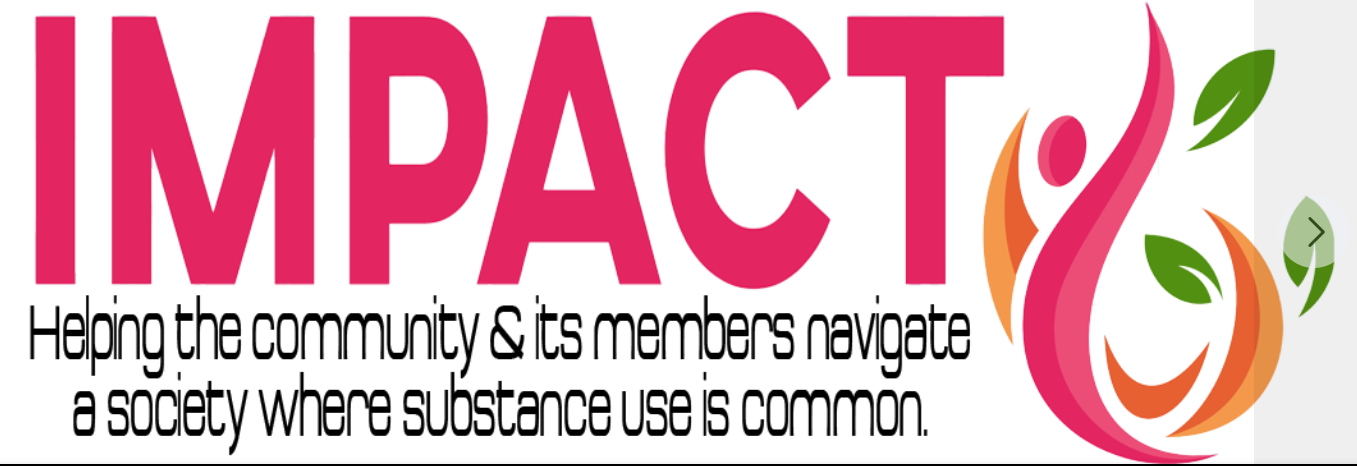 IMPACT
Helping the community & its members navigate
a society where substance use is common.